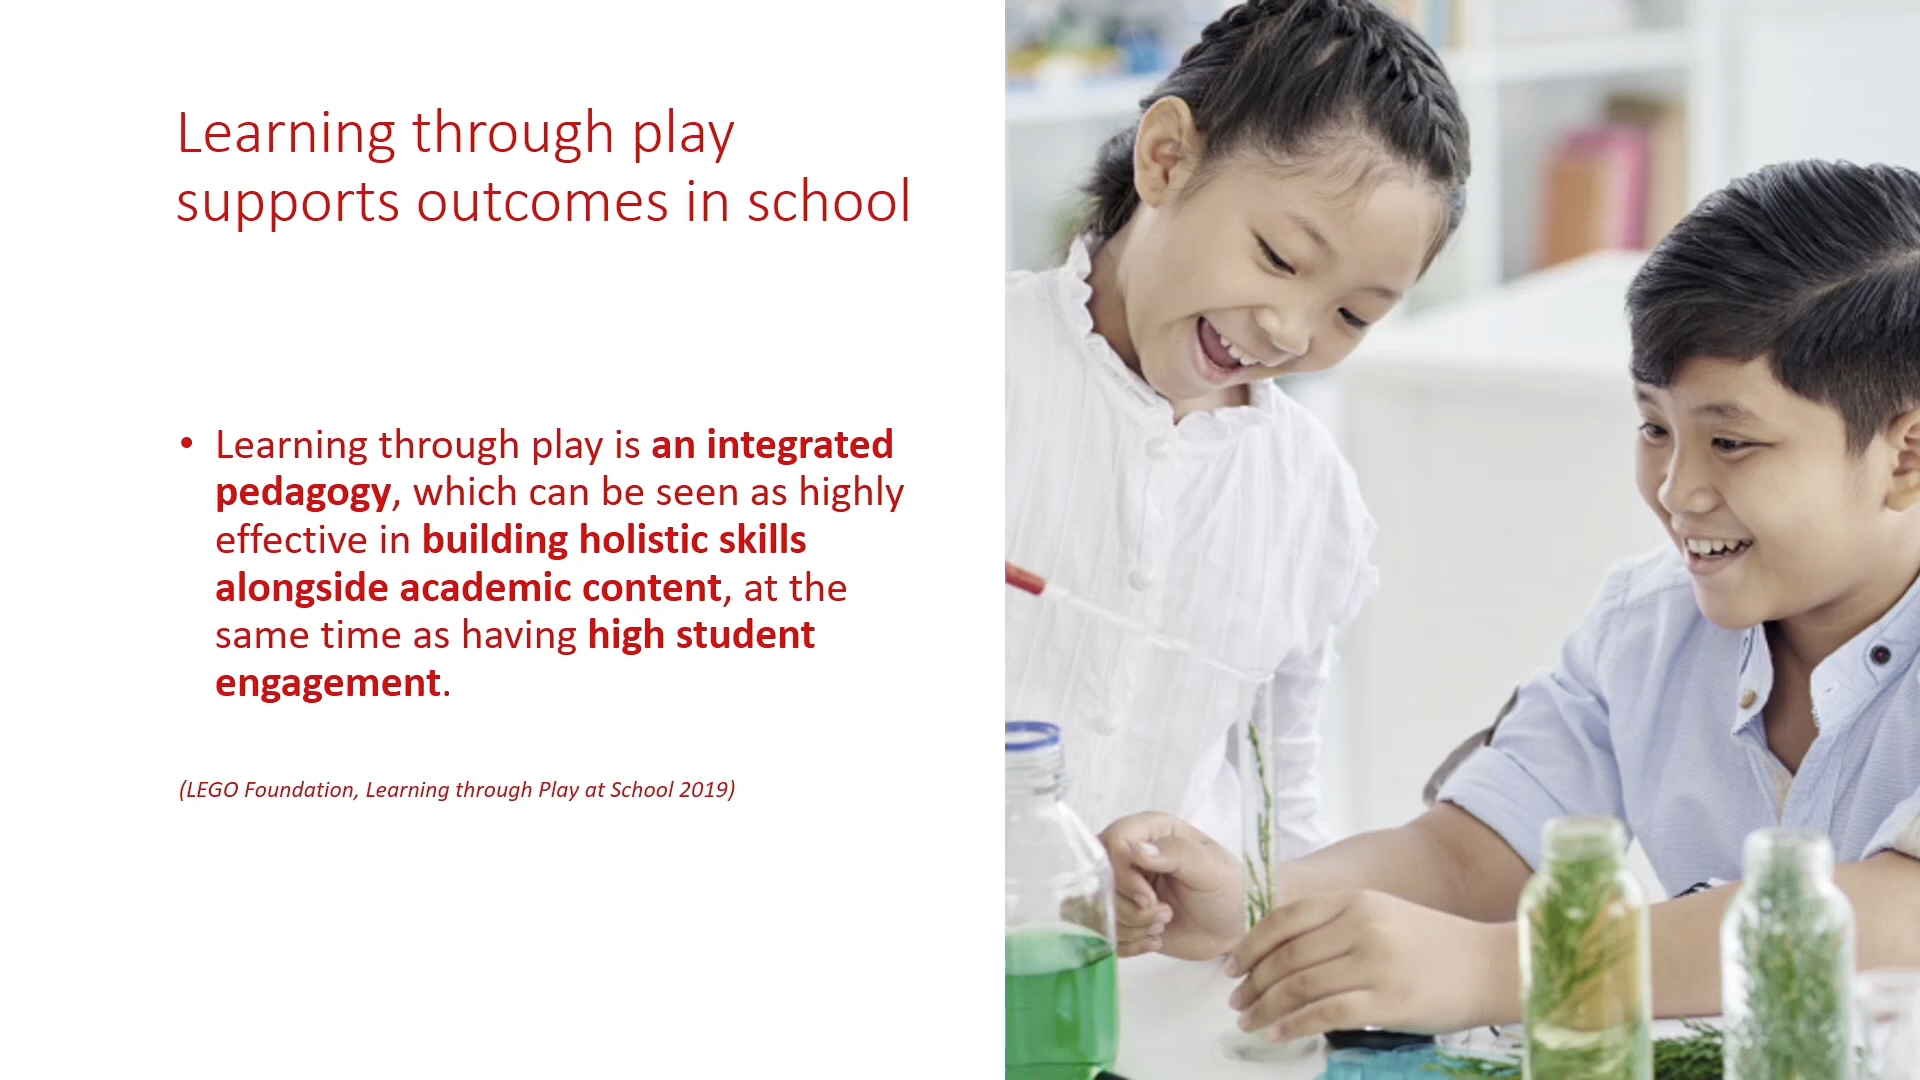 Learning through play
supports outcomes in school
• Learning through play is an integrated
pedagogy, which can be seen as highly
effective in building holistic skills
alongside academic content, at the
same time as having high student
engagement.
(LEGO Foundation, Learning through Play at School 2019)